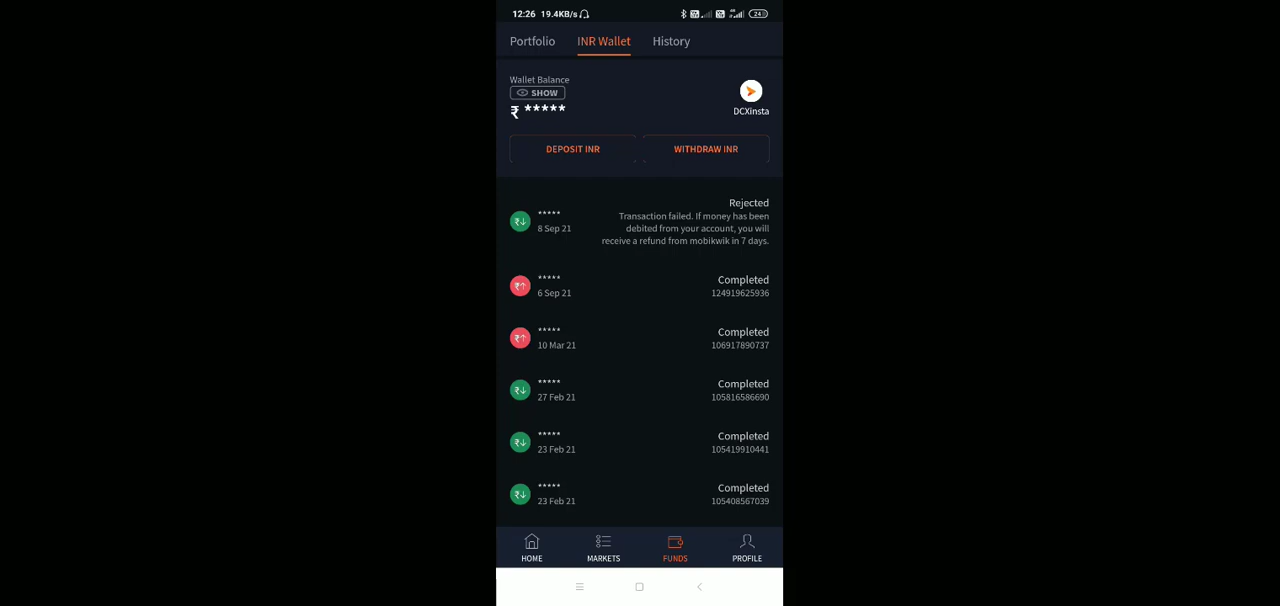 12:26 19.4KB/s 24
Portfolio INR Wallet History
Wallet Balance
SHOW
₹ *****
DCXinsta
DEPOSIT INR WITHDRAW INR
Rejected
***** Transaction failed. If money has been
8 Sep 21 debited from your account, you will
receive a refund from mobikwik in 7 days.
***** Completed
6 Sep 21 124919625936
***** Completed
10 Mar 21 106917890737
***** Completed
27 Feb 21 105816586690
***** Completed
23 Feb 21 105419910441
***** Completed
23 Feb 21 105408567039
HOME MARKETS FUNDS PROFILE